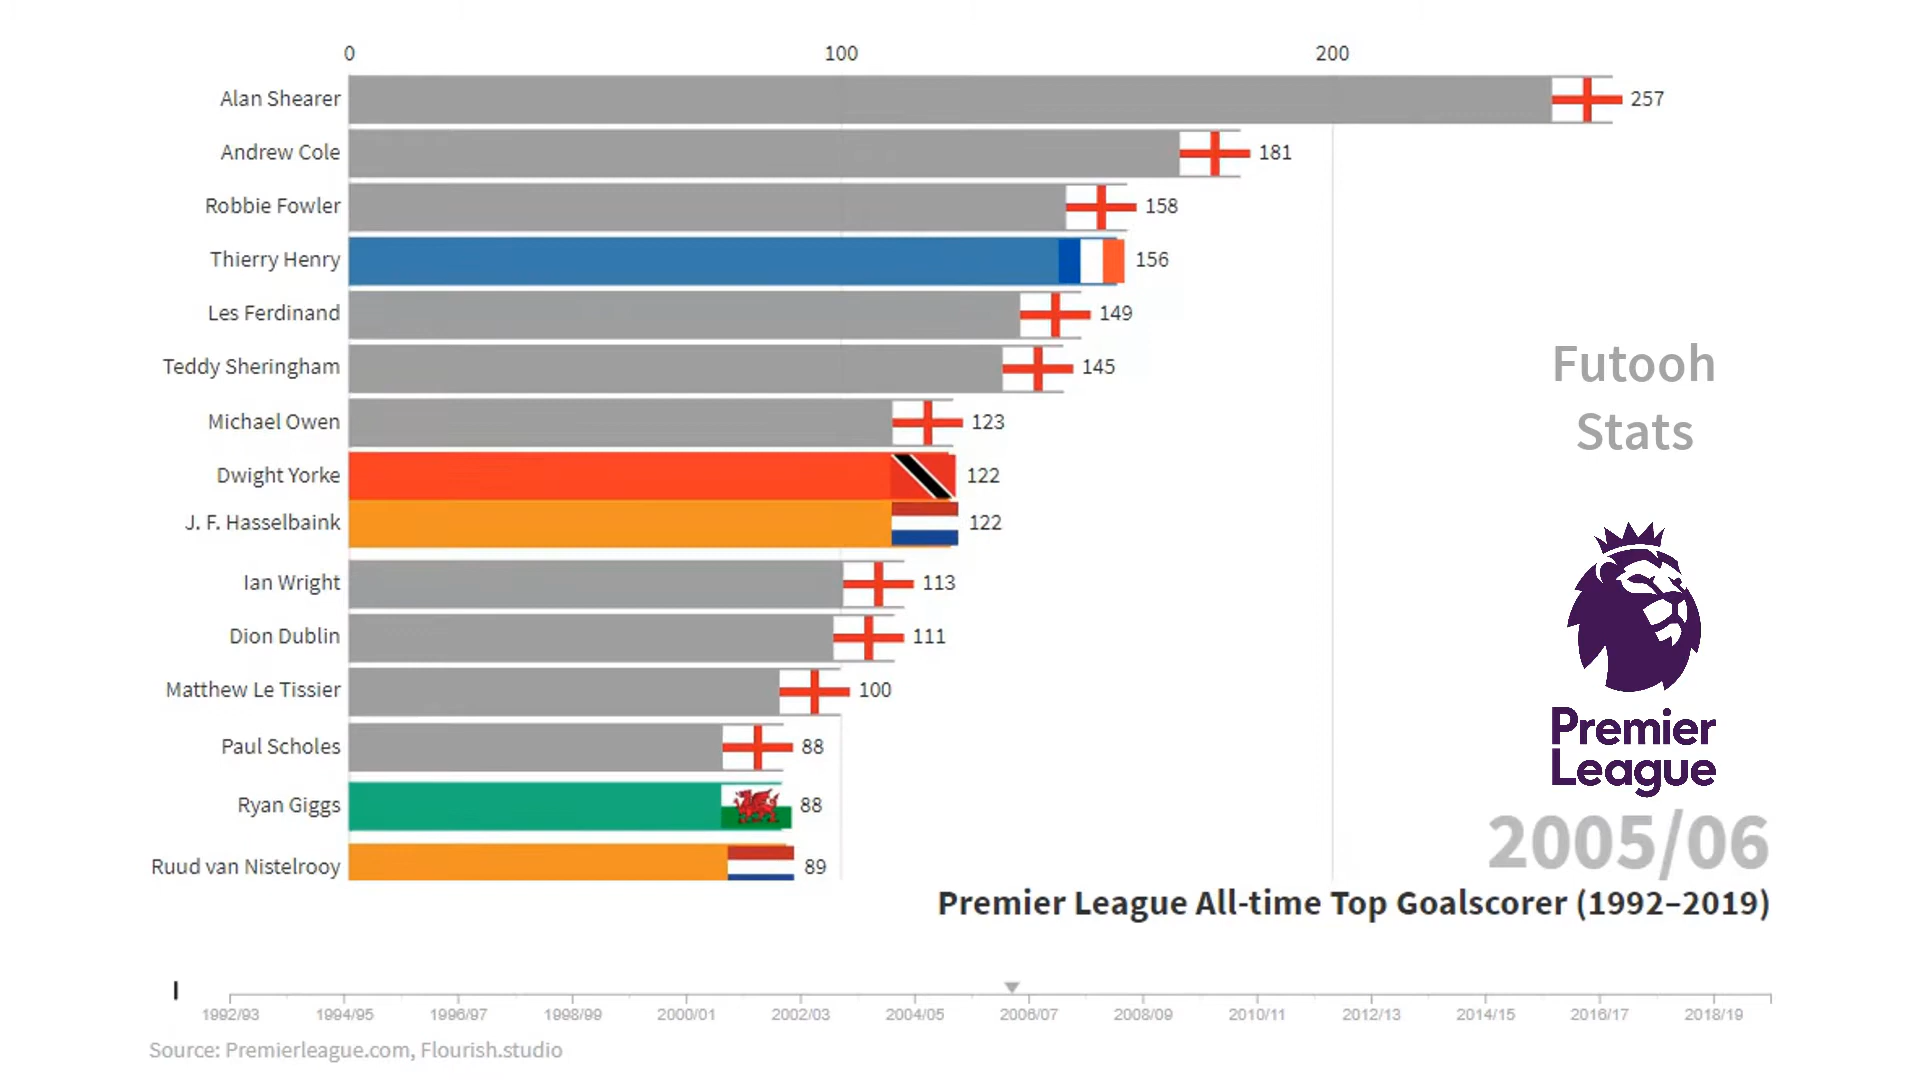 0 100 200
Alan Shearer 257
Andrew Cole 181
Robbie Fowler 158
Thierry Henry 156
Les Ferdinand 149
Teddy Sheringham 145
Michael Owen 123
Dwight Yorke 122
J. F. Hasselbaink 122
Ian Wright 113
Dion Dublin 111
Matthew Le Tissier 100
Paul Scholes 88
Ryan Giggs 88
Ruud van Nistelrooy 89
Futooh
Stats
Premier
League
2005/06
Premier League All-time Top Goalscorer (1992–2019)
1992/93 1994/95 1996/97 1998/99 2000/01 2002/03 2004/05 2006/07 2008/09 2010/11 2012/13 2014/15 2016/17 2018/19
Source: Premierleague.com, Flourish.studio